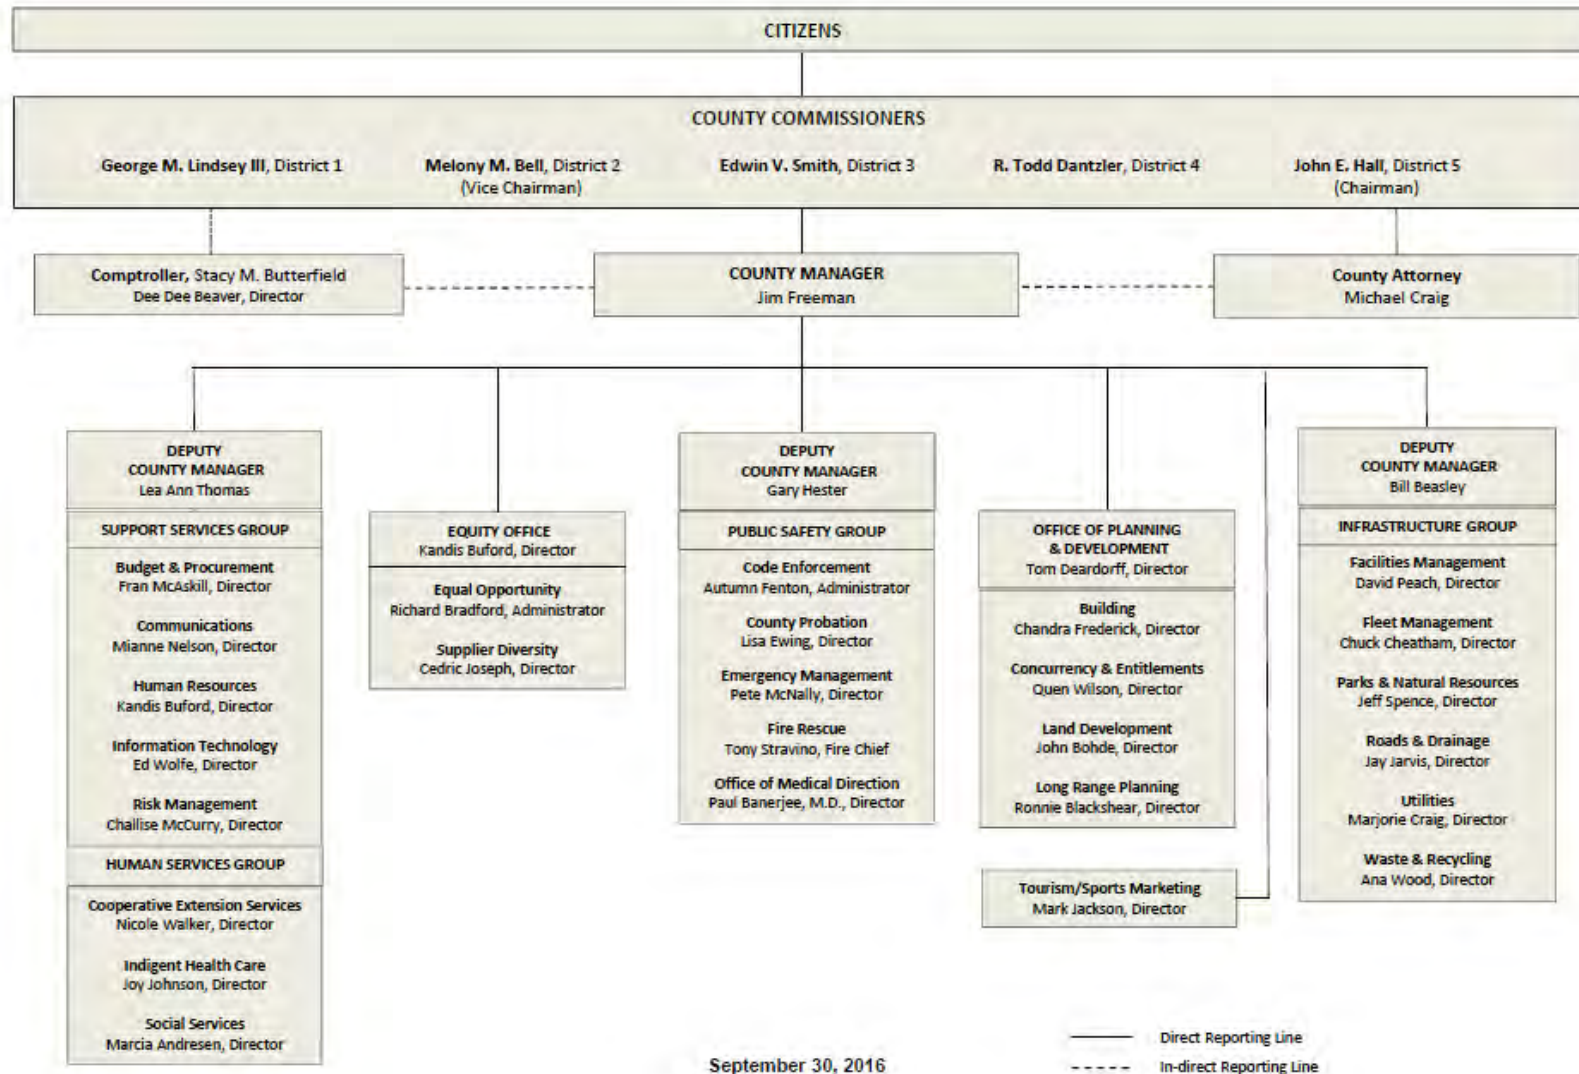 CITIZENS
COUNTY COMMISSIONERS
George M. Lindsey III, District 1
Melony M. Bell, District 2
(Vice Chairman)
Edwin V. Smith, District 3
R. Todd Dantzler, District 4
John E. Hall, District 5
(Chairman)
Comptroller, Stacy M. Butterfield
Dee Dee Beaver, Director
COUNTY MANAGER
Jim Freeman
County Attorney
Michael Craig
DEPUTY
COUNTY MANAGER
Lea Ann Thomas
SUPPORT SERVICES GROUP
Budget & Procurement
Fran McAskill, Director
Communications
Mianne Nelson, Director
Human Resources
Kandis Buford, Director
Information Technology
Ed Wolfe, Director
Risk Management
Challise McCurry, Director
HUMAN SERVICES GROUP
Cooperative Extension Services
Nicole Walker, Director
Indigent Health Care
Joy Johnson, Director
Social Services
Marcia Andresen, Director
EQUITY OFFICE
Kandis Buford, Director
Equal Opportunity
Richard Bradford, Administrator
Supplier Diversity
Cedric Joseph, Director
DEPUTY
COUNTY MANAGER
Gary Hester
PUBLIC SAFETY GROUP
Code Enforcement
Autumn Fenton, Administrator
County Probation
Lisa Ewing, Director
Emergency Management
Pete McNally, Director
Fire Rescue
Tony Stravino, Fire Chief
Office of Medical Direction
Paul Banerjee, M.D., Director
OFFICE OF PLANNING
& DEVELOPMENT
Tom Deardorff, Director
Building
Chandra Frederick, Director
Concurrency & Entitlements
Quen Wilson, Director
Land Development
John Bohde, Director
Long Range Planning
Ronnie Blackshear, Director
Tourism/Sports Marketing
Mark Jackson, Director
DEPUTY
COUNTY MANAGER
Bill Beasley
INFRASTRUCTURE GROUP
Facilities Management
David Peach, Director
Fleet Management
Chuck Cheatham, Director
Parks & Natural Resources
Jeff Spence, Director
Roads & Drainage
Jay Jarvis, Director
Utilities
Marjorie Craig, Director
Waste & Recycling
Ana Wood, Director
September 30, 2016
Direct Reporting Line
In-direct Reporting Line